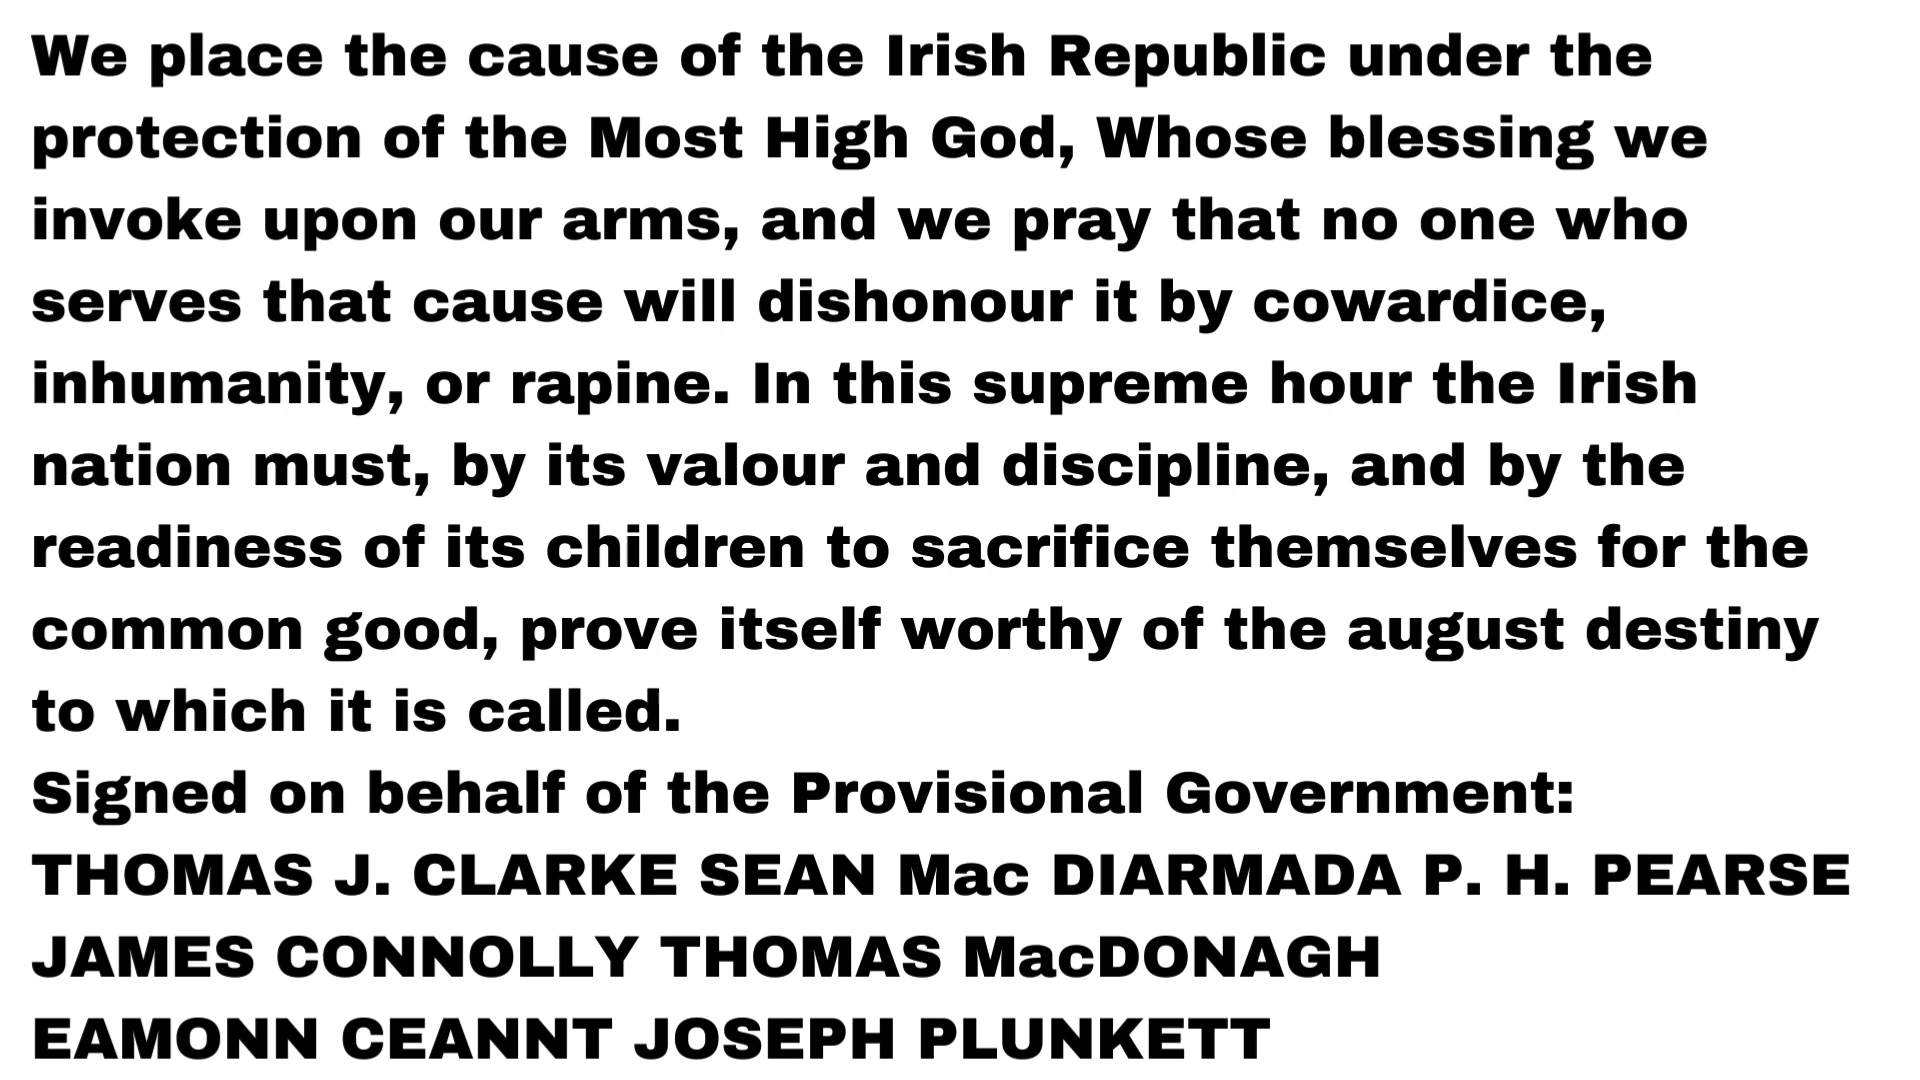 We place the cause of the Irish Republic under the
protection of the Most High God, Whose blessing we
invoke upon our arms, and we pray that no one who
serves that cause will dishonour it by cowardice,
inhumanity, or rapine. In this supreme hour the Irish
nation must, by its valour and discipline, and by the
readiness of its children to sacrifice themselves for the
common good, prove itself worthy of the august destiny
to which it is called.
Signed on behalf of the Provisional Government:
THOMAS J. CLARKE SEAN Mac DIARMADA P. H. PEARSE
JAMES CONNOLLY THOMAS MacDONAGH
EAMONN CEANNT JOSEPH PLUNKETT